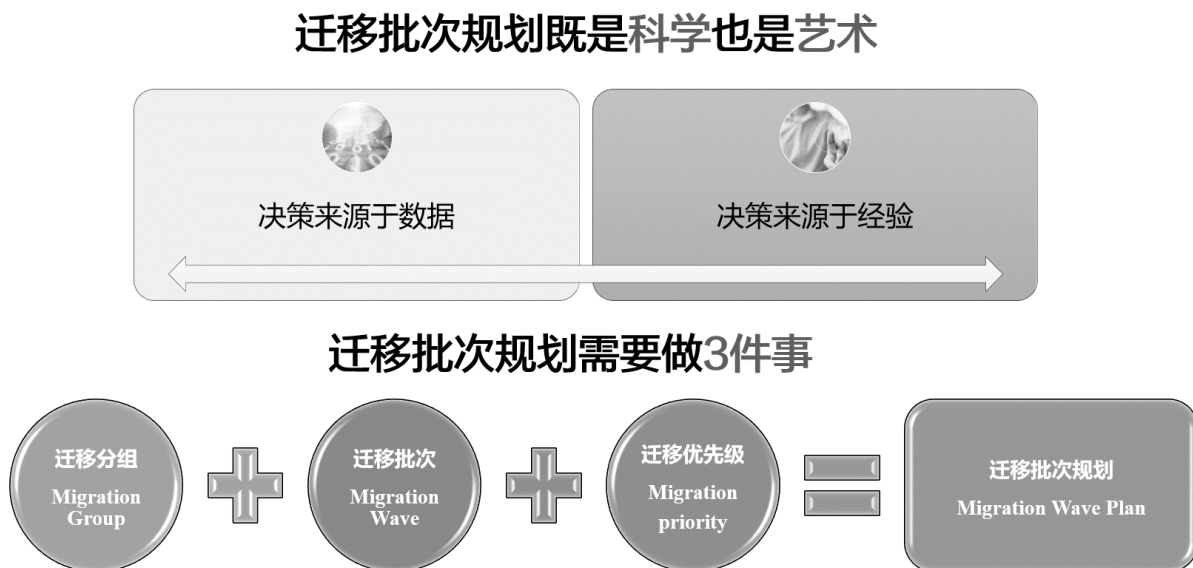 迁移批次规划既是科学也是艺术
决策来源于数据
决策来源于经验
迁移批次规划需要做3件事
迁移分组
Migration
Group
迁移批次
Migration
Wave
迁移优先级
Migration
priority
迁移批次规划
Migration Wave Plan